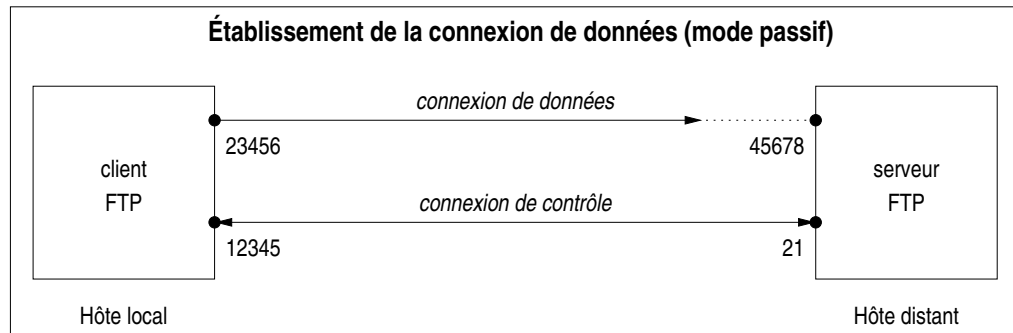 Établissement de la connexion de données (mode passif)
connexion de données
23456
45678
client
FTP
serveur
FTP
connexion de contrôle
12345
21
Hôte local
Hôte distant